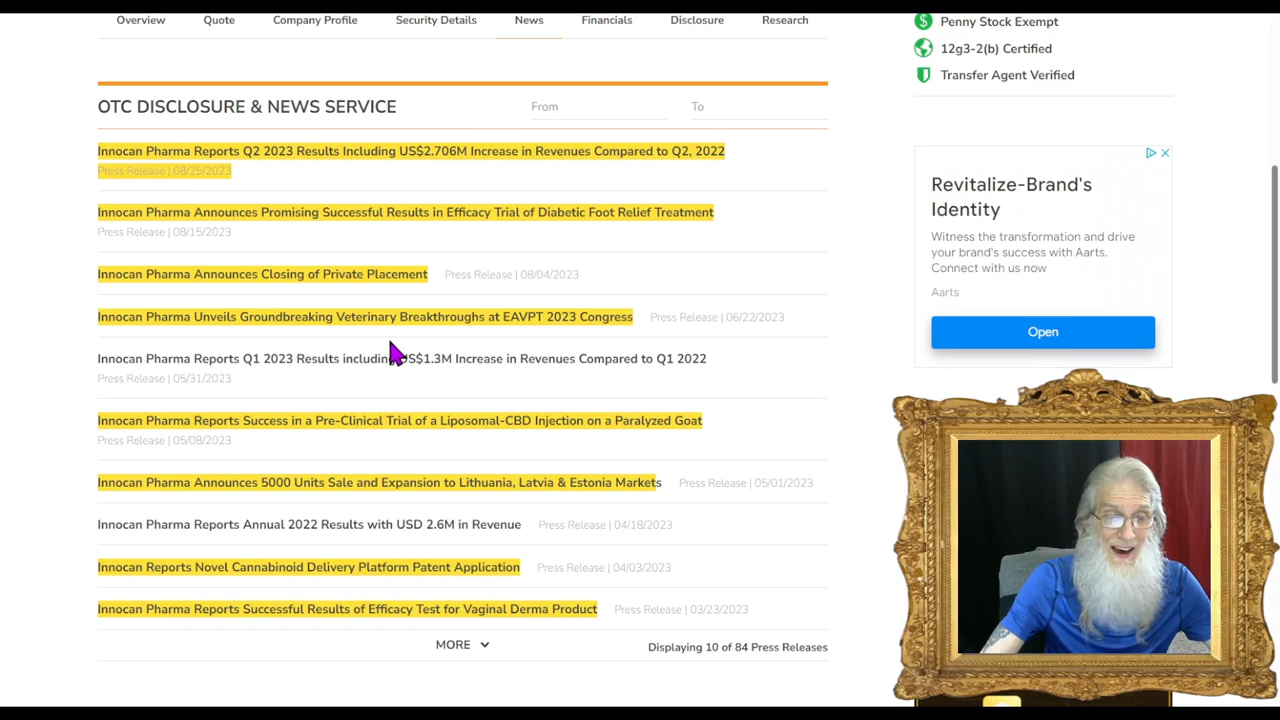 Overview Quote Company Profile Security Details News Financials Disclosure Research
OTC DISCLOSURE & NEWS SERVICE From To
Innocan Pharma Reports Q2 2023 Results Including US$2.706M Increase in Revenues Compared to Q2, 2022
Press Release | 08/25/2023
Innocan Pharma Announces Promising Successful Results in Efficacy Trial of Diabetic Foot Relief Treatment
Press Release | 08/15/2023
Innocan Pharma Announces Closing of Private Placement Press Release | 08/04/2023
Innocan Pharma Unveils Groundbreaking Veterinary Breakthroughs at EAVPT 2023 Congress Press Release | 06/22/2023
Innocan Pharma Reports Q1 2023 Results including US$1.3M Increase in Revenues Compared to Q1 2022
Press Release | 05/31/2023
Innocan Pharma Reports Success in a Pre-Clinical Trial of a Liposomal-CBD Injection on a Paralyzed Goat
Press Release | 05/08/2023
Innocan Pharma Announces 5000 Units Sale and Expansion to Lithuania, Latvia & Estonia Markets Press Release | 05/01/2023
Innocan Pharma Reports Annual 2022 Results with USD 2.6M in Revenue Press Release | 04/18/2023
Innocan Reports Novel Cannabinoid Delivery Platform Patent Application Press Release | 04/03/2023
Innocan Pharma Reports Successful Results of Efficacy Test for Vaginal Derma Product Press Release | 03/23/2023
MORE Displaying 10 of 84 Press Releases
Penny Stock Exempt
12g3-2(b) Certified
Transfer Agent Verified
Revitalize-Brand's
Identity
Witness the transformation and drive
your brand's success with Aarts.
Connect with us now
Aarts
Open